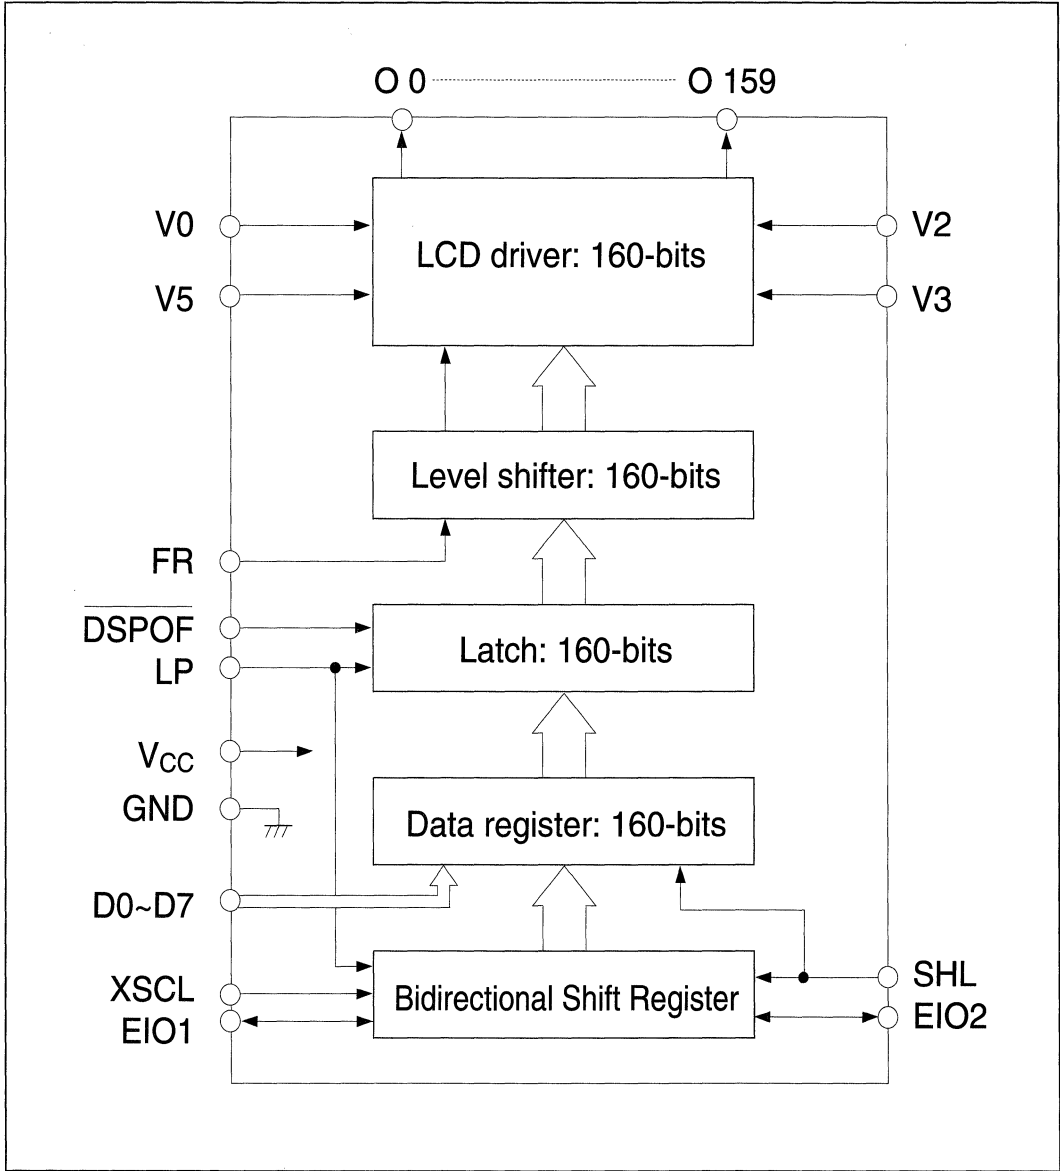 O 0 O 159
V0
V2
LCD driver: 160-bits
V5
V3
Level shifter: 160-bits
FR
DSPOF
Latch: 160-bits
LP
VCC
GND
Data register: 160-bits
D0~D7
XSCL
SHL
Bidirectional Shift Register
EIO1
EIO2